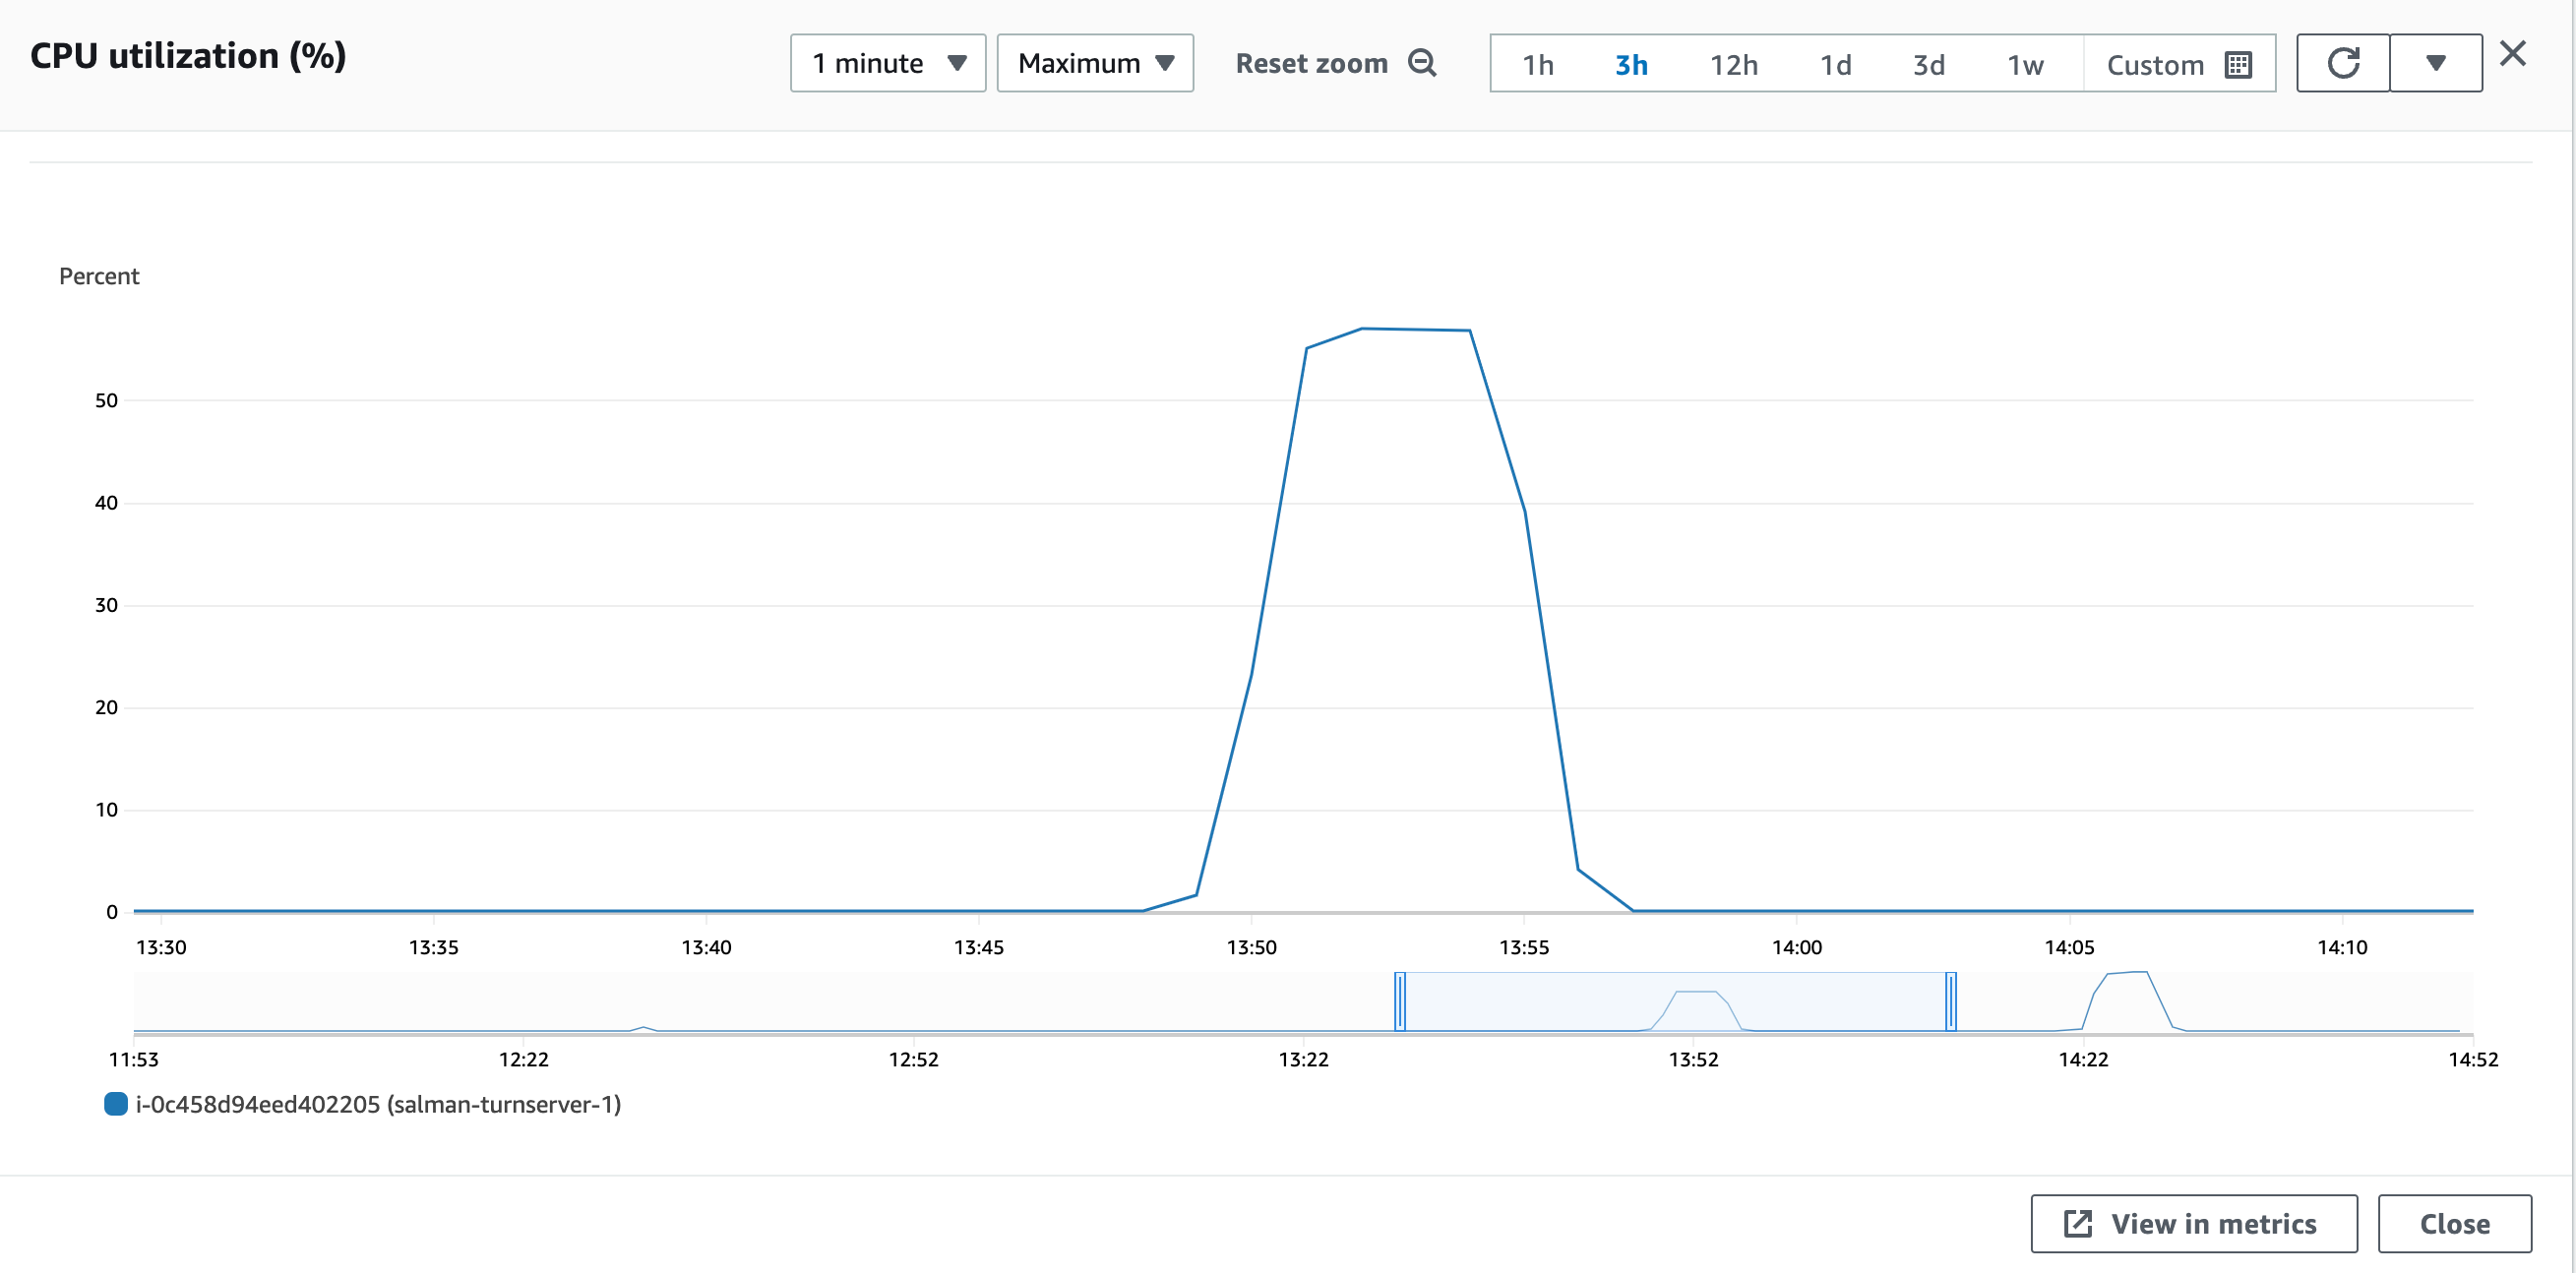 CPU utilization (%)
1 minute
Maximum
Reset zoom
1h 3h 12h 1d 3d 1w Custom
Percent
50
40
30
20
10
0
13:30 13:35 13:40 13:45 13:50 13:55 14:00 14:05 14:10
11:53 12:22 12:52 13:22 13:52 14:22 14:52
i-0c458d94eed402205 (salman-turnserver-1)
View in metrics
Close